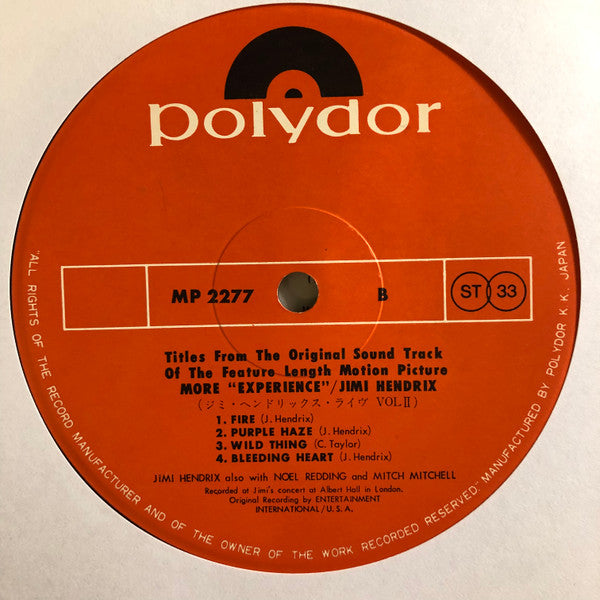 polydor
MP 2277
B
ST 33
Titles From The Original Sound Track
Of The Feature Length Motion Picture
MORE "EXPERIENCE"/JIMI HENDRIX
(ジミ・ヘンドリックス・ライヴ VOL.Ⅱ)
1. FIRE (J. Hendrix)
2. PURPLE HAZE (J. Hendrix)
3. WILD THING (C. Taylor)
4. BLEEDING HEART (J. Hendrix)
JiMI HENDRIX also with NOEL REDDING and MITCH MITCHELL
Recorded at Jimi's concert at Albert Hall in London.
Original Recording by ENTERTAINMENT
INTERNATIONAL/U.S.A.
"ALL RIGHTS OF THE RECORD MANUFACTURER AND OF THE OWNER OF THE WORK RECORDED RESERVED." MANUFACTURED BY POLYDOR K.K., JAPAN